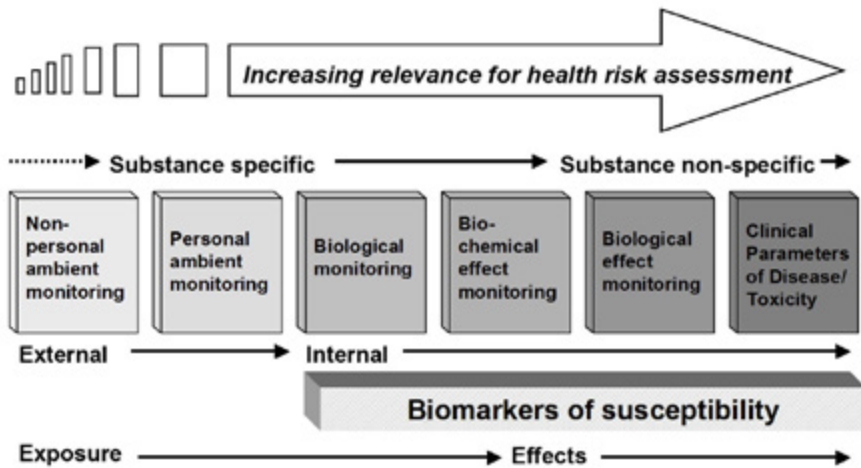 Increasing relevance for health risk assessment
Substance specific
Substance non-specific
Non-
personal
ambient
monitoring
Personal
ambient
monitoring
Biological
monitoring
Bio-
chemical
effect
monitoring
Biological
effect
monitoring
Clinical
Parameters
of Disease/
Toxicity
External
Internal
Biomarkers of susceptibility
Exposure
Effects